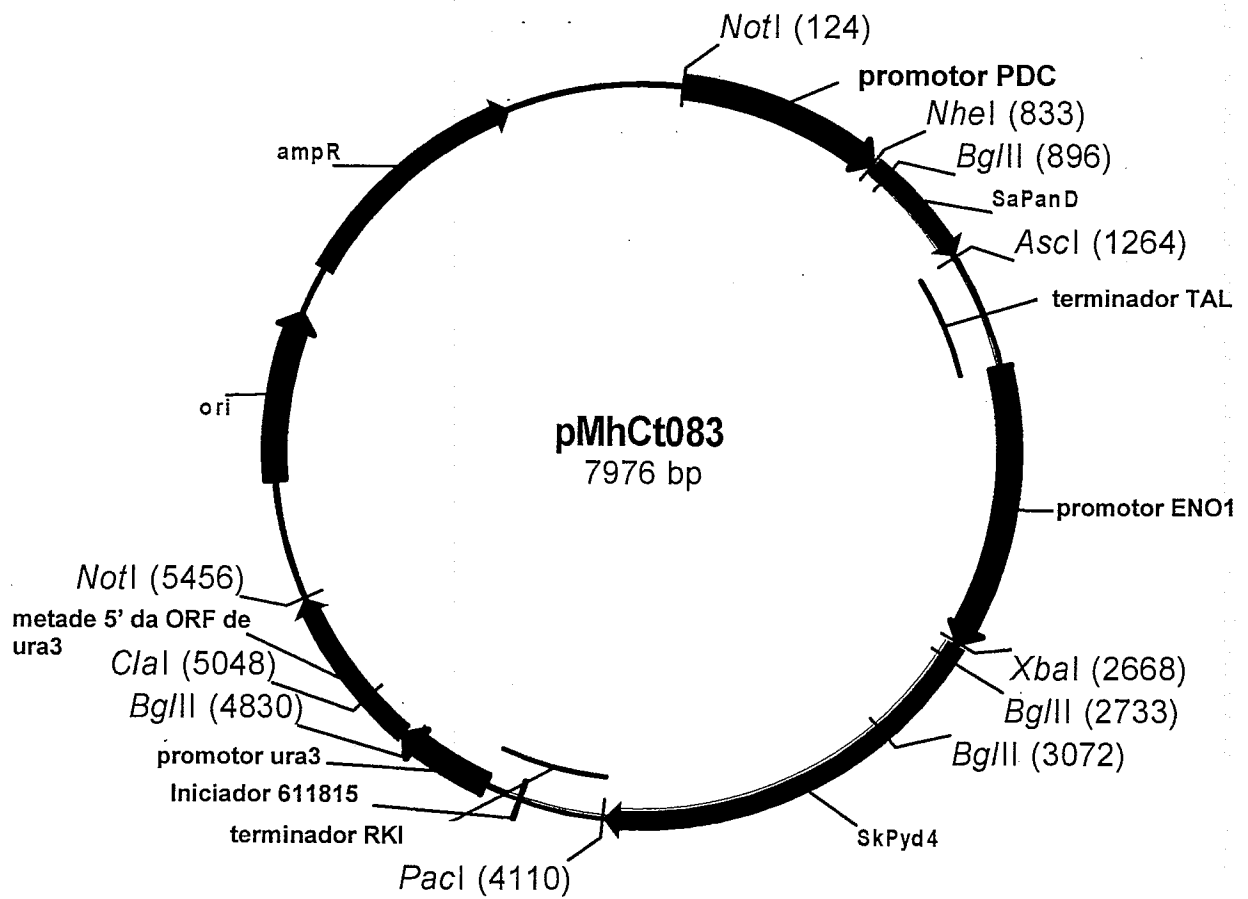 NotI (124)
promotor PDC
NheI (833)
BglII (896)
SaPanD
AscI (1264)
terminador TAL
promotor ENO1
XbaI (2668)
BglII (2733)
BglII (3072)
SkPyd4
PacI (4110)
terminador RKI
Iniciador 611815
promotor ura3
BglII (4830)
ClaI (5048)
metade 5' da ORF de
ura3
NotI (5456)
ori
ampR
pMhCt083
7976 bp